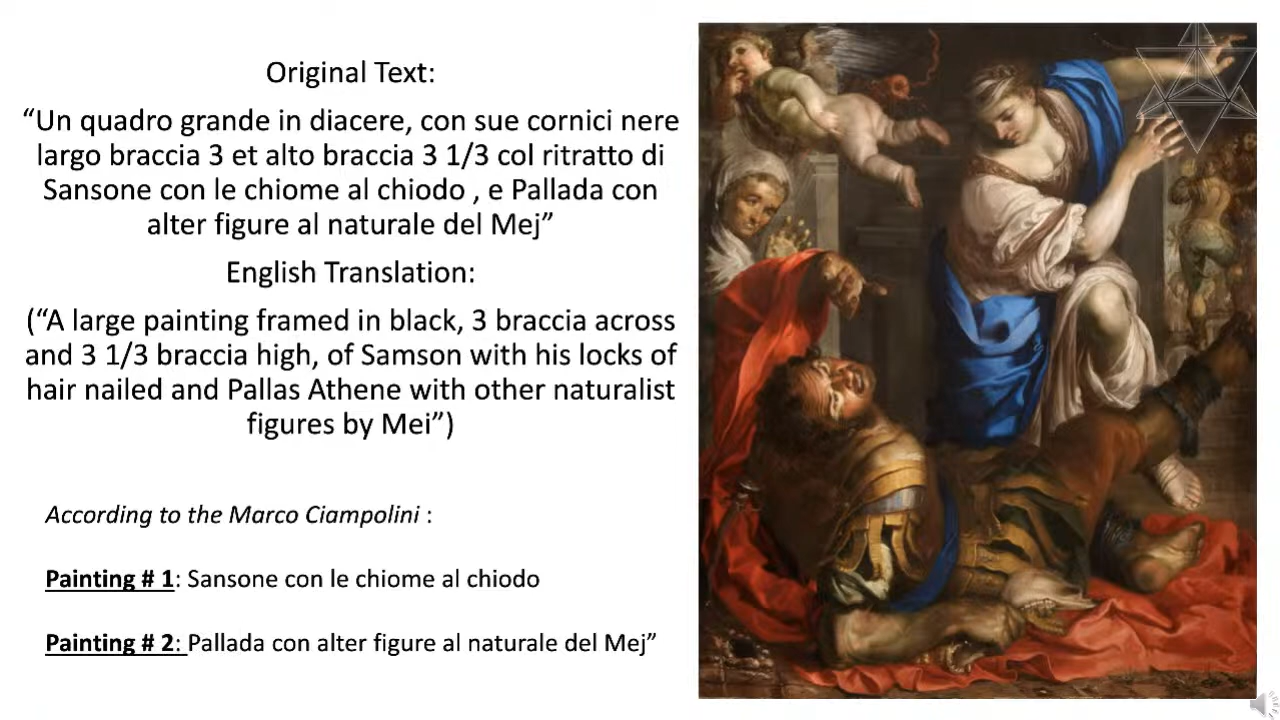 Original Text:
“Un quadro grande in diacere, con sue cornici nere
largo braccia 3 et alto braccia 3 1/3 col ritratto di
Sansone con le chiome al chiodo , e Pallada con
alter figure al naturale del Mej”
English Translation:
(“A large painting framed in black, 3 braccia across
and 3 1/3 braccia high, of Samson with his locks of
hair nailed and Pallas Athene with other naturalist
figures by Mei”)
According to the Marco Ciampolini :
Painting # 1: Sansone con le chiome al chiodo
Painting # 2: Pallada con alter figure al naturale del Mej”